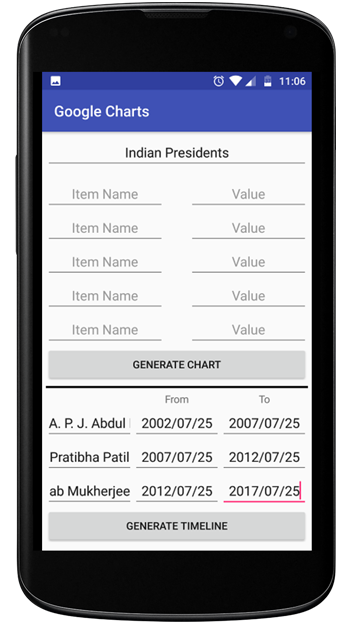 11:06
Google Charts
Indian Presidents
Item Name Value
Item Name Value
Item Name Value
Item Name Value
Item Name Value
GENERATE CHART
From To
A. P. J. Abdul 2002/07/25 2007/07/25
Pratibha Patil 2007/07/25 2012/07/25
ab Mukherjee 2012/07/25 2017/07/25
GENERATE TIMELINE